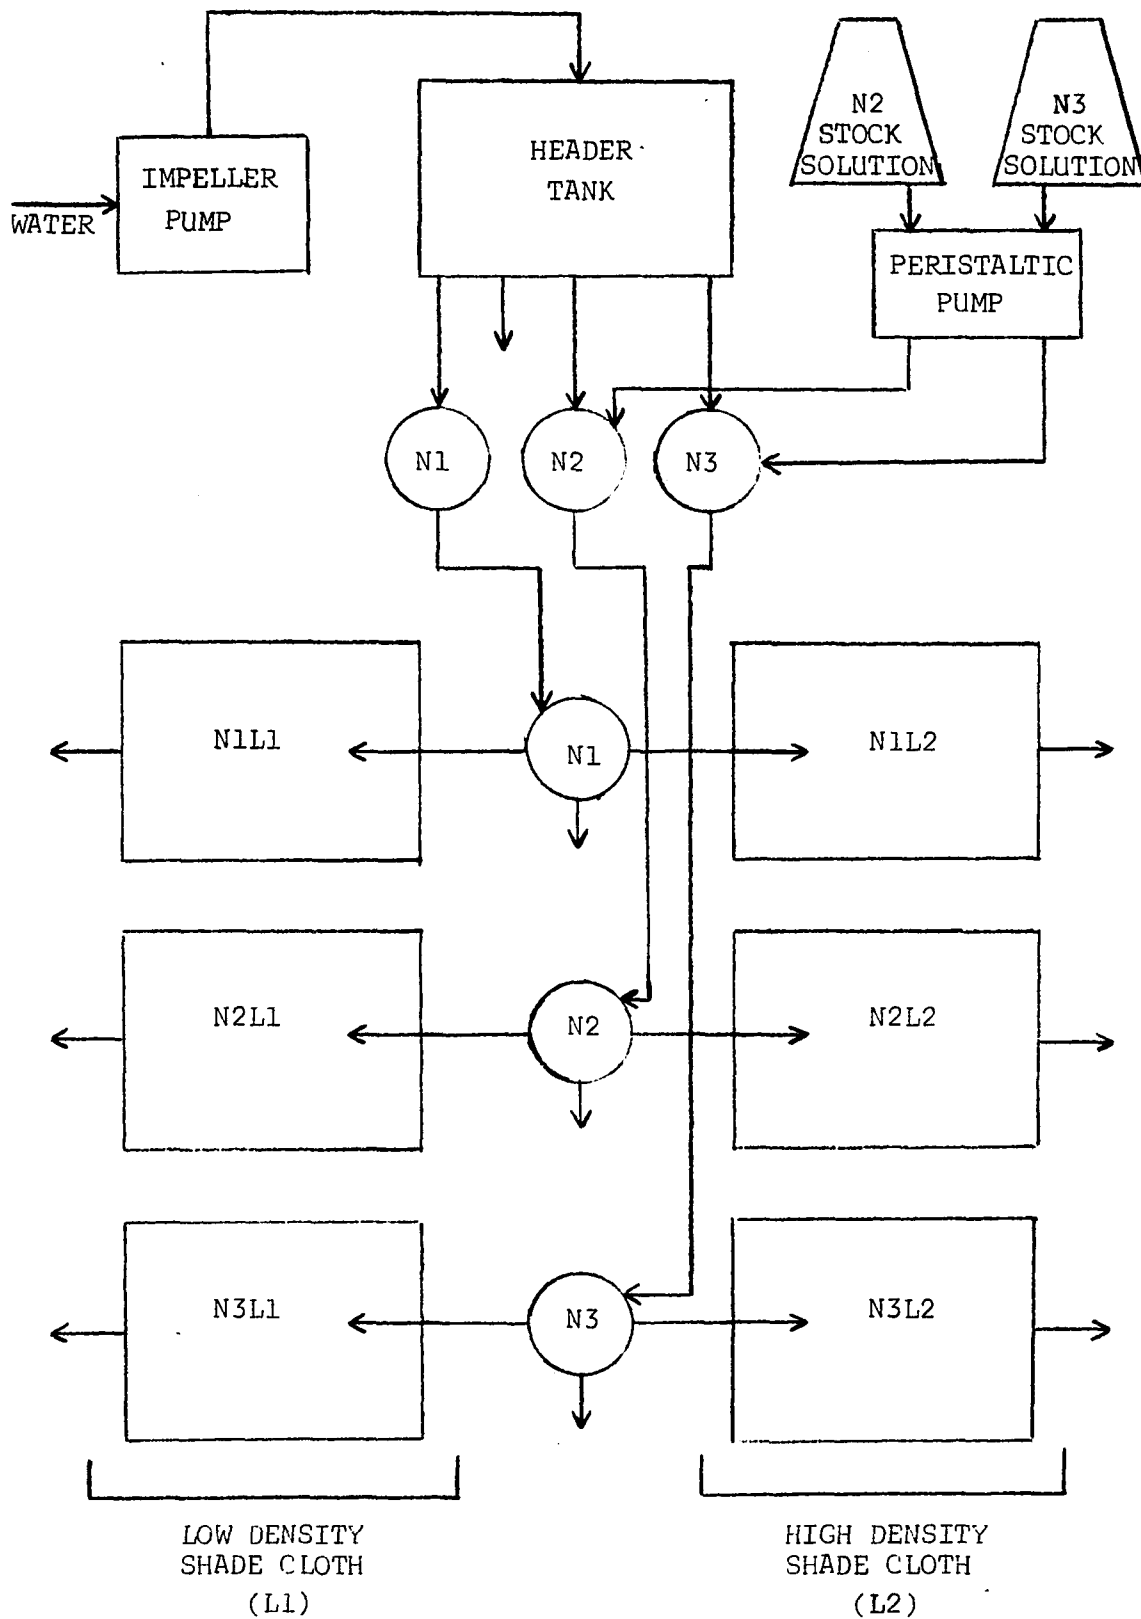 N2
STOCK
SOLUTION
N3
STOCK
SOLUTION
HEADER
TANK
IMPELLER
PUMP
WATER
PERISTALTIC
PUMP
N1
N2
N3
N1L1
N1
N1L2
N2L1
N2
N2L2
N3L1
N3
N3L2
LOW DENSITY
SHADE CLOTH
(L1)
HIGH DENSITY
SHADE CLOTH
(L2)